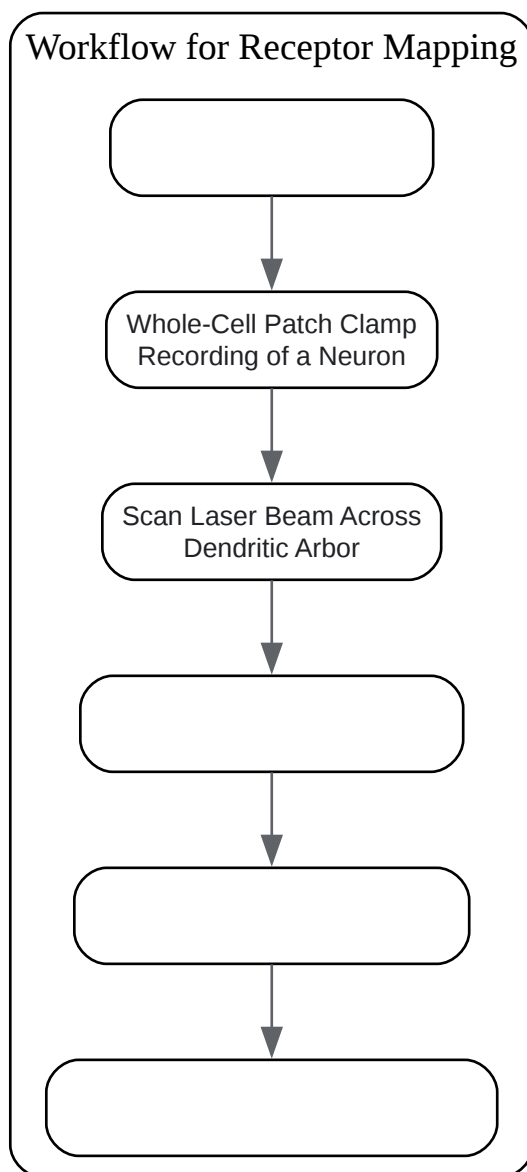 Workflow for Receptor Mapping
Whole-Cell Patch Clamp
Recording of a Neuron
Scan Laser Beam Across
Dendritic Arbor